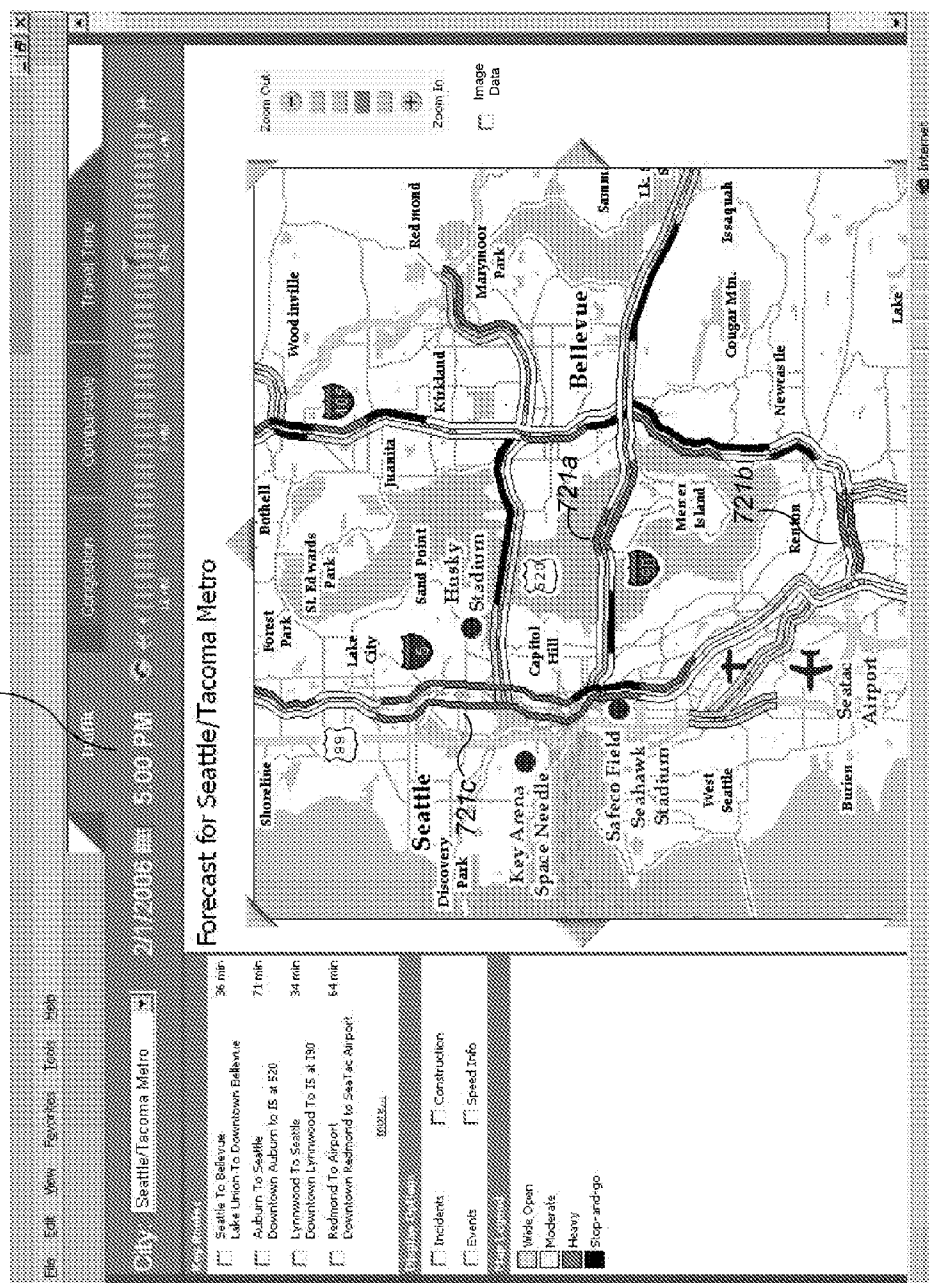 File Edit View Favorites Tools Help
City: Seattle/Tacoma Metro 2/1/2006 5:00 PM
Seattle To Bellevue 36 min
Lake Union To Downtown Bellevue
Auburn To Seattle 71 min
Downtown Auburn to I5 at 520
Lynnwood To Seattle 34 min
Downtown Lynnwood To I5 at I90
Redmond To Airport 64 min
Downtown Redmond to SeaTac Airport
more...
Incidents Construction
Events Speed Info
Wide Open
Moderate
Heavy
Stop-and-go
Forecast for Seattle/Tacoma Metro
Shoreline
99
Forest
Park
Bothell
Woodinville
St. Edwards
Park
Lake
City
Juanita
Kirkland
Redmond
Seattle
5
Sand Point
Discovery
Park
721c
Husky
Stadium
Marymoor
Park
Key Arena
Space Needle
Capitol
Hill
520
721a
Bellevue
Safeco Field
Seahawk
Stadium
Samm
Lk. S
S
West
Seattle
Mercer
Island
721b
Cougar Mtn.
Issaquah
Renton
Newcastle
Burien
Seatac
Airport
Lake
Zoom Out
Zoom In
Image
Data
Internet